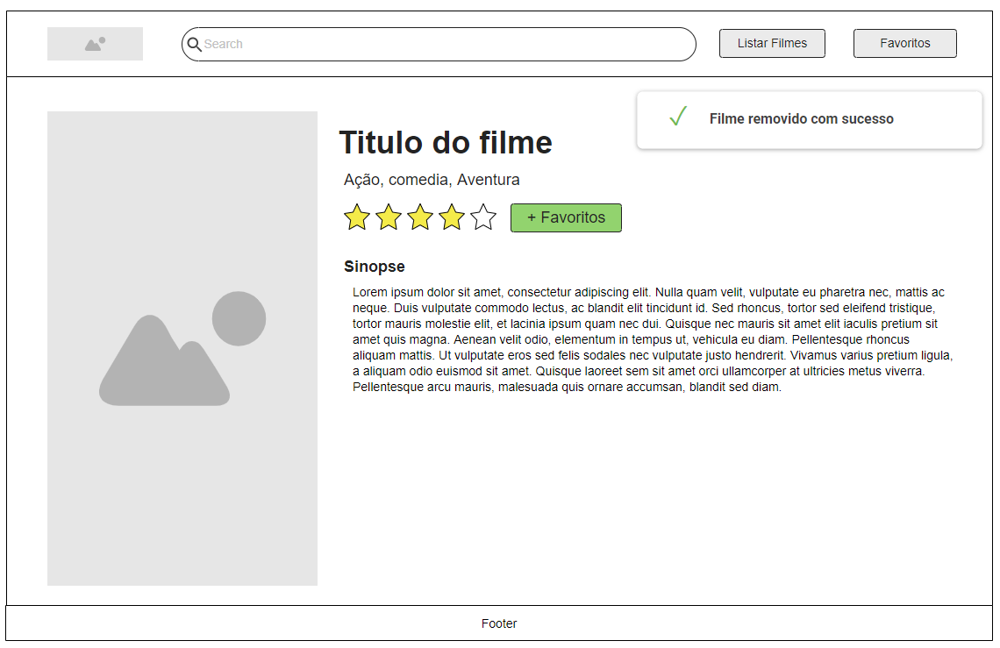 Search
Listar Filmes
Favoritos
Filme removido com sucesso
Titulo do filme
Ação, comedia, Aventura
+ Favoritos
Sinopse
Lorem ipsum dolor sit amet, consectetur adipiscing elit. Nulla quam velit, vulputate eu pharetra nec, mattis ac
neque. Duis vulputate commodo lectus, ac blandit elit tincidunt id. Sed rhoncus, tortor sed eleifend tristique,
tortor mauris molestie elit, et lacinia ipsum quam nec dui. Quisque nec mauris sit amet elit iaculis pretium sit
amet quis magna. Aenean velit odio, elementum in tempus ut, vehicula eu diam. Pellentesque rhoncus
aliquam mattis. Ut vulputate eros sed felis sodales nec vulputate justo hendrerit. Vivamus varius pretium ligula,
a aliquam odio euismod sit amet. Quisque laoreet sem sit amet orci ullamcorper at ultricies metus viverra.
Pellentesque arcu mauris, malesuada quis ornare accumsan, blandit sed diam.
Footer